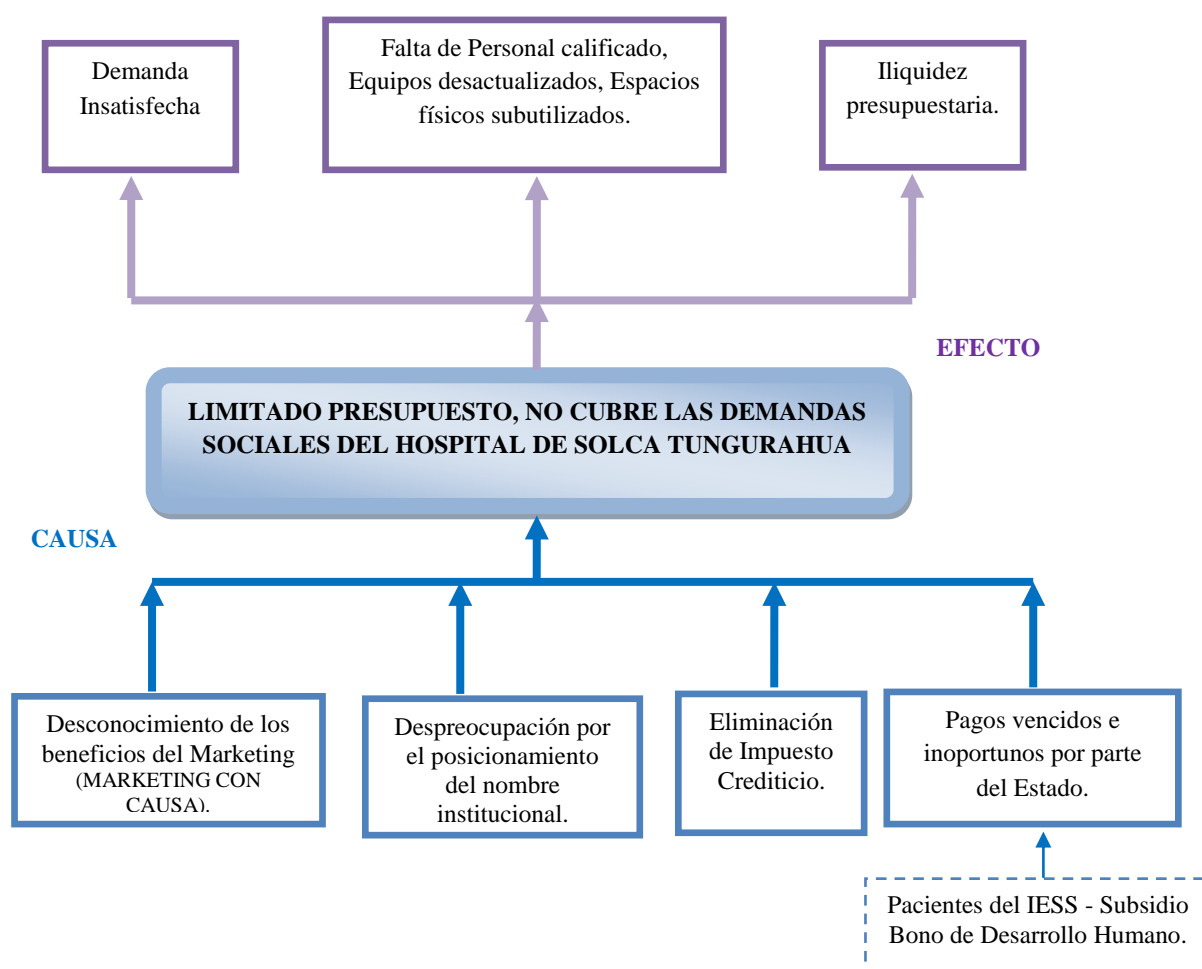 Demanda
Insatisfecha
Falta de Personal calificado,
Equipos desactualizados, Espacios
físicos subutilizados.
Iliquidez
presupuestaria.
EFECTO
LIMITADO PRESUPUESTO, NO CUBRE LAS DEMANDAS
SOCIALES DEL HOSPITAL DE SOLCA TUNGURAHUA
CAUSA
Desconocimiento de los
beneficios del Marketing
(MARKETING CON
CAUSA).
Despreocupación por
el posicionamiento
del nombre
institucional.
Eliminación
de Impuesto
Crediticio.
Pagos vencidos e
inoportunos por parte
del Estado.
Pacientes del IESS - Subsidio
Bono de Desarrollo Humano.